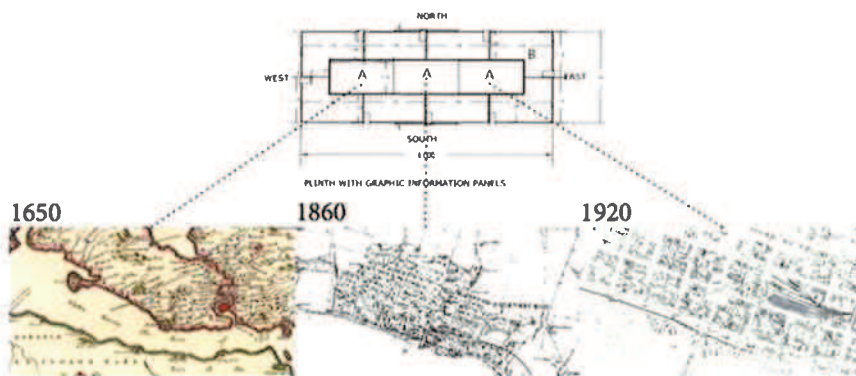 NORTH
B
WEST A A A EAST
SOUTH
PLINTH WITH GRAPHIC INFORMATION PANELS
1650 1860 1920